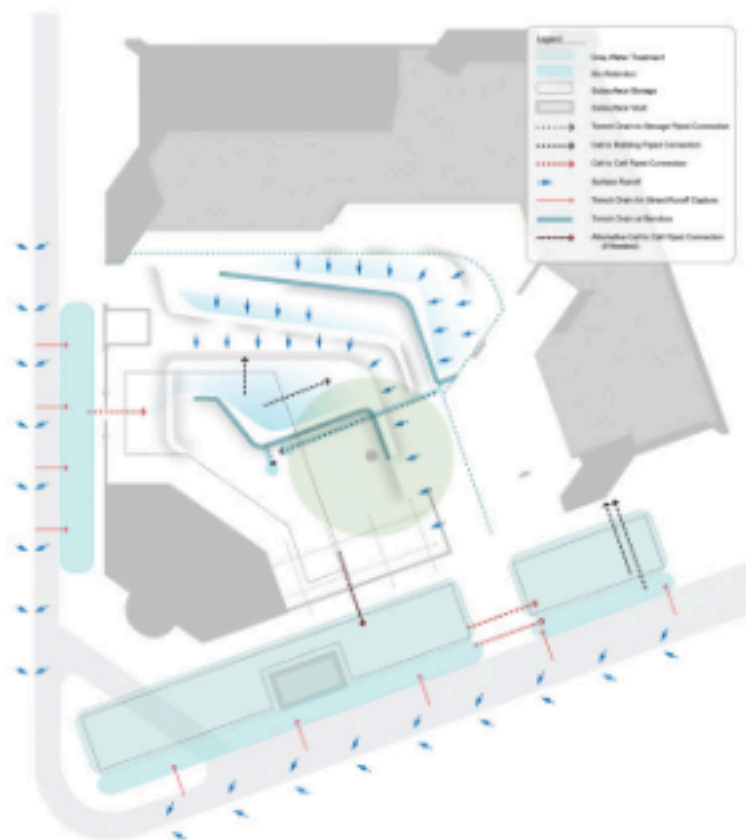 Legend
Grey Water Treatment
Bio Retention
Subsurface Storage
Subsurface Vault
Trench Drain to Storage Piped Connection
Cell to Building Piped Connection
Cell to Cell Piped Connection
Surface Runoff
Trench Drain for Street Runoff Capture
Trench Drain at Benches
Alternative Cell to Cell Piped Connection